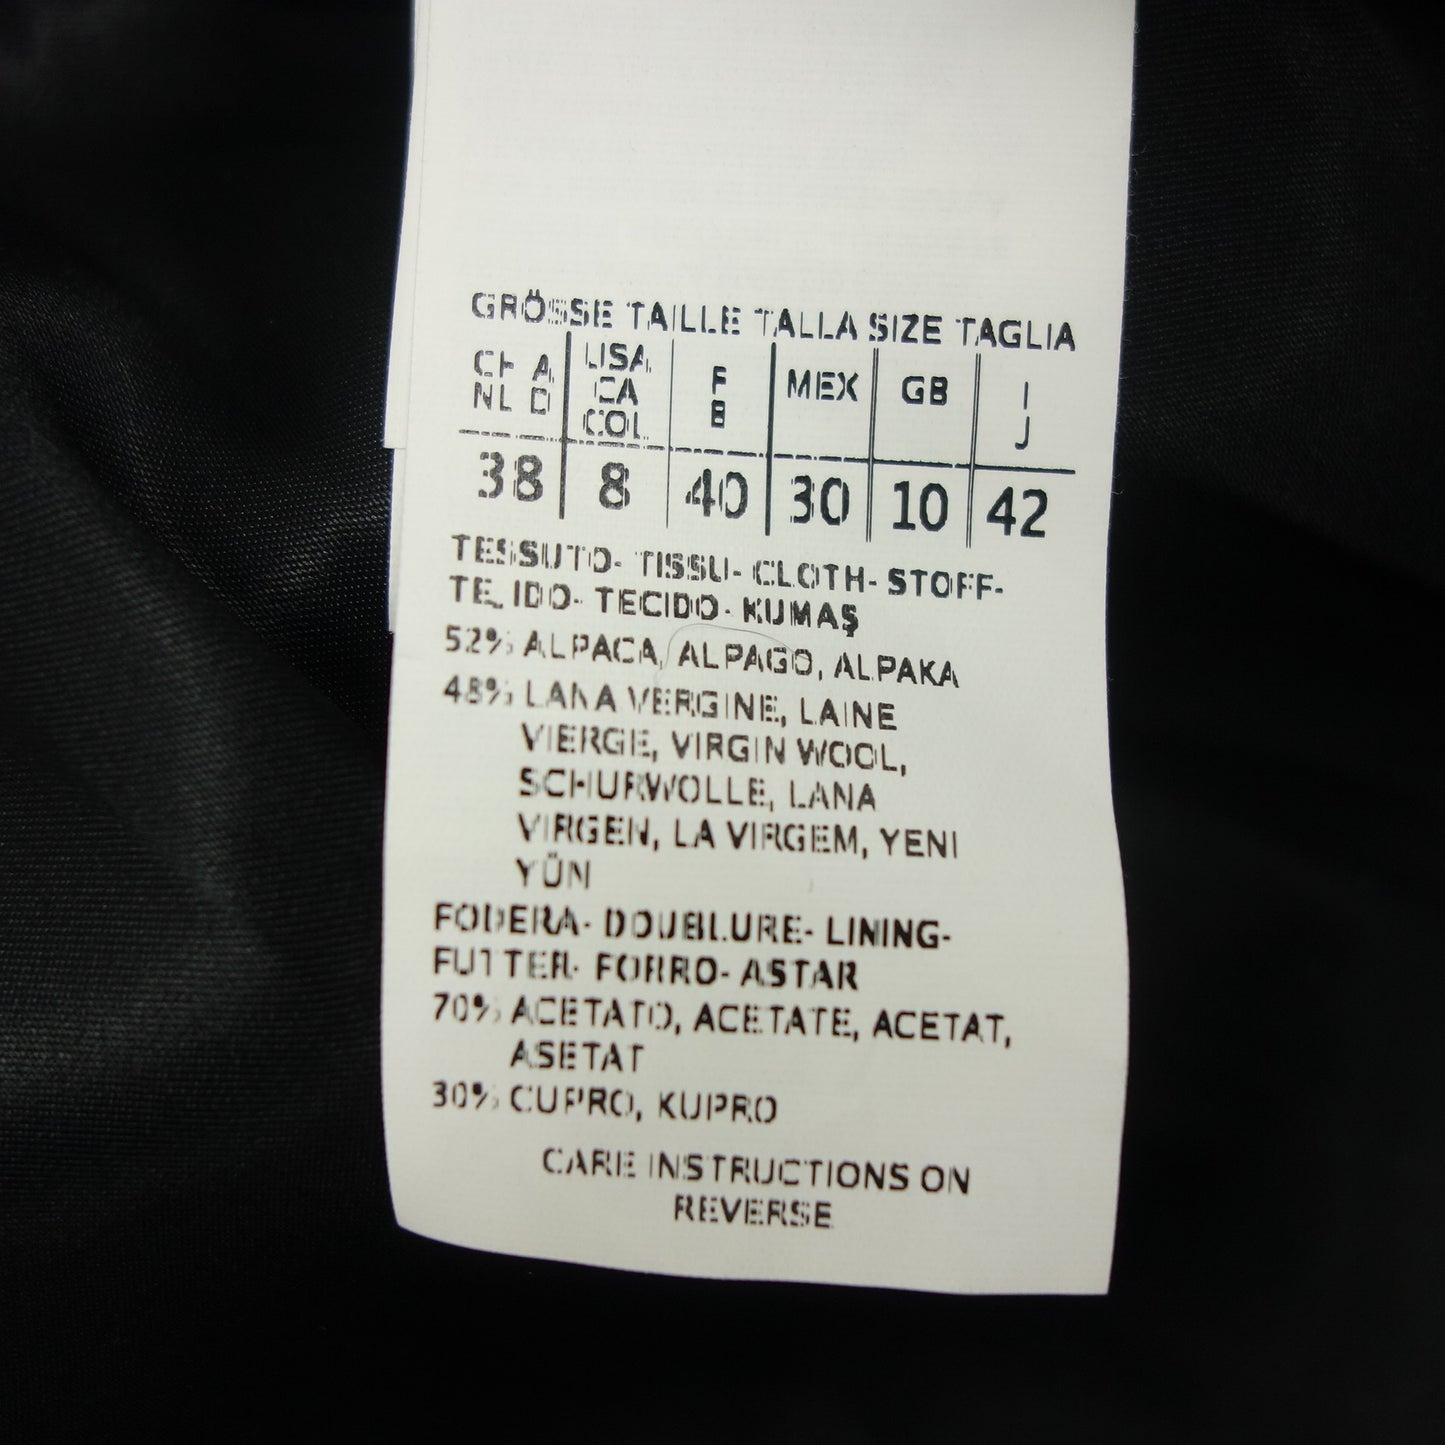 GRÖSSE TAILLE TALLA SIZE TAGLIA
CH A USA F MEX GB I
NL D CA B J
COL
38 8 40 30 10 42
TESSUTO- TISSU- CLOTH- STOFF-
TEJIDO- TECIDO- KUMAŞ
52% ALPACA, ALPAGO, ALPAKA
48% LANA VERGINE, LAINE
VIERGE, VIRGIN WOOL,
SCHURWOLLE, LANA
VIRGEN, LA VIRGEM, YENI
YÜN
FODERA- DOUBLURE- LINING-
FUTTER- FORRO- ASTAR
70% ACETATO, ACETATE, ACETAT,
ASETAT
30% CUPRO, KUPRO
CARE INSTRUCTIONS ON
REVERSE